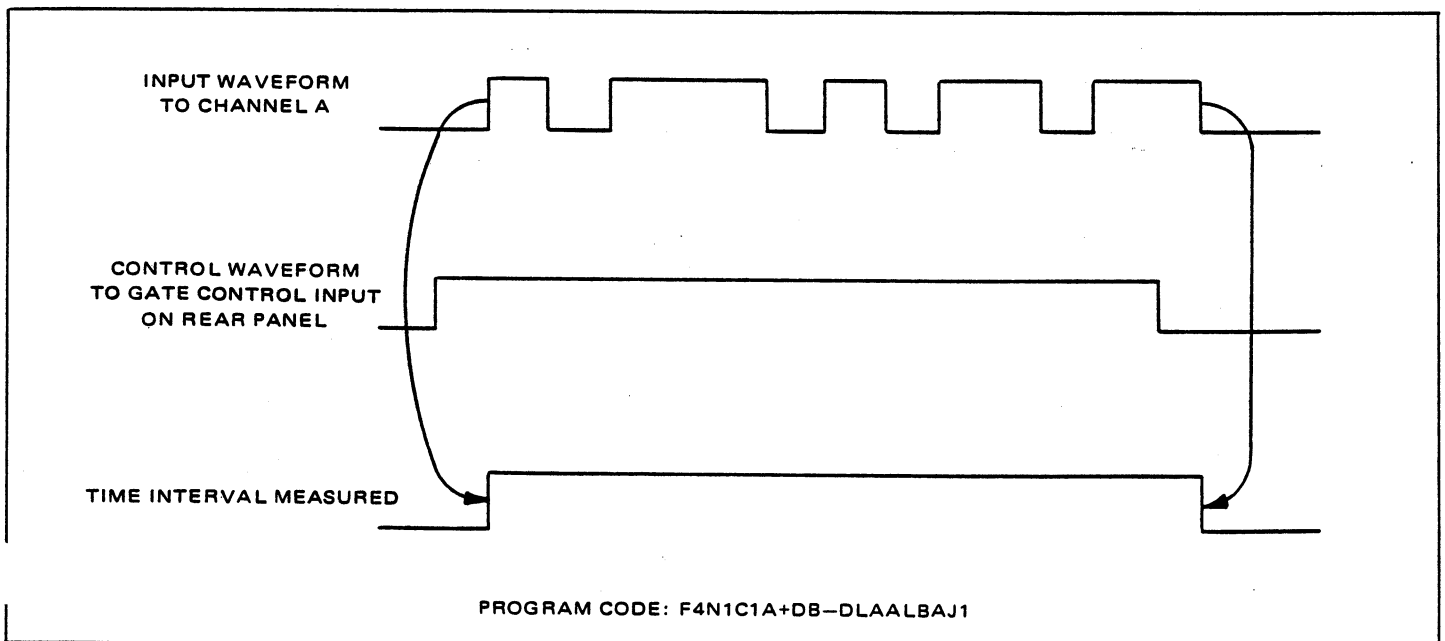 INPUT WAVEFORM
TO CHANNEL A
CONTROL WAVEFORM
TO GATE CONTROL INPUT
ON REAR PANEL
TIME INTERVAL MEASURED
PROGRAM CODE: F4N1C1A+DB—DLAALBAJ1